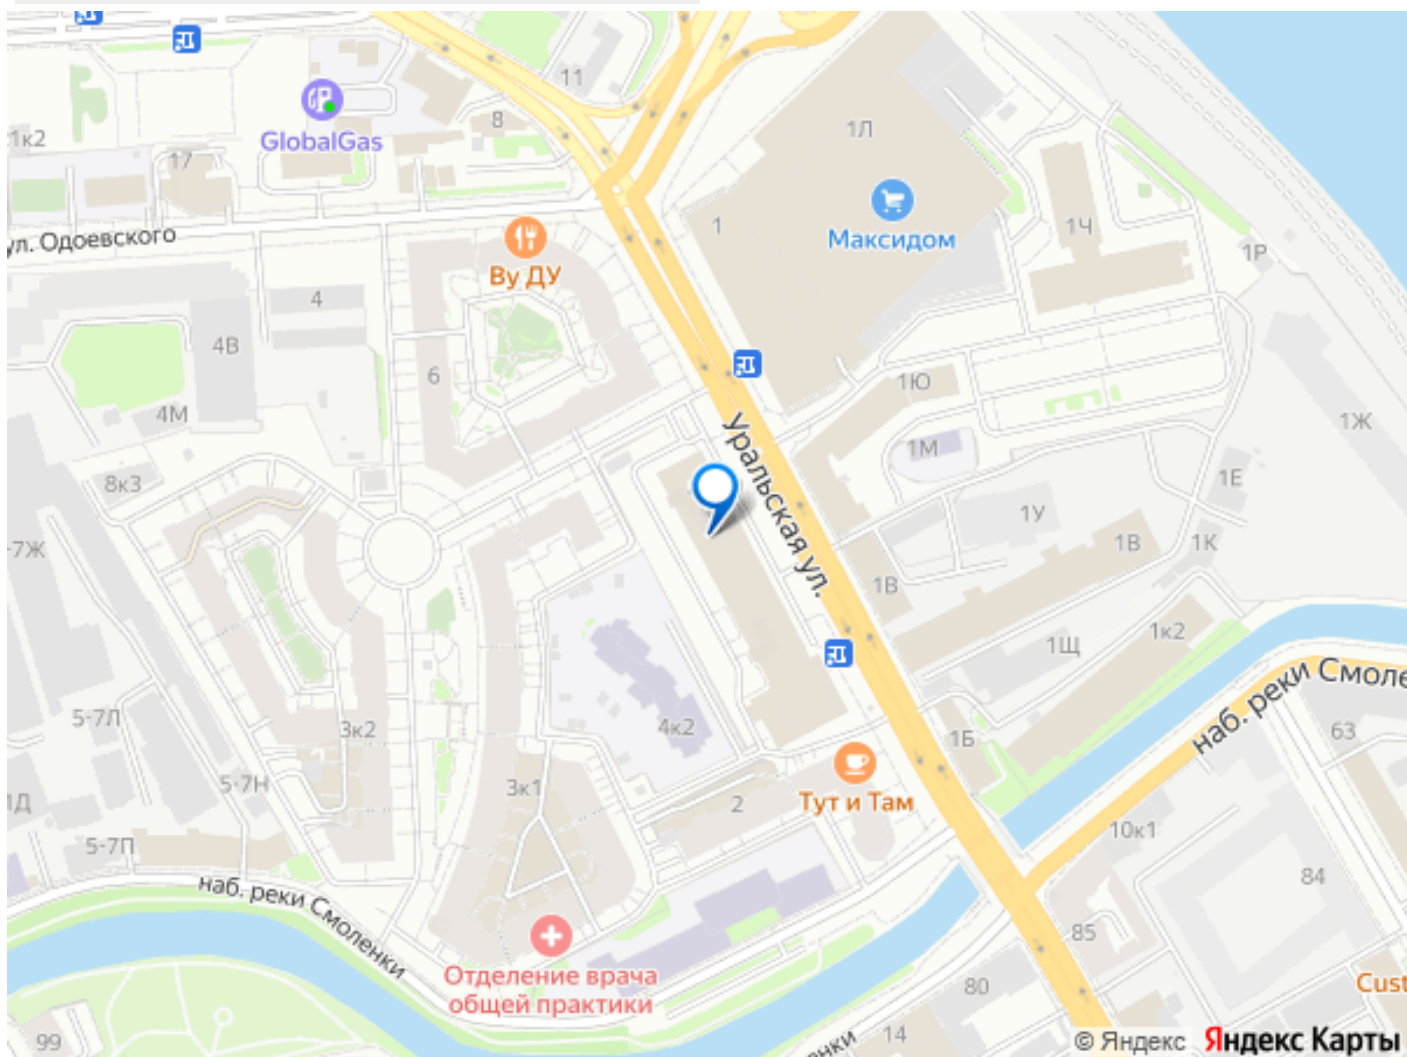 11
GlobalGas
8
1к2
17
1Л
ул. Одоевского
Ву ДУ
1
Максидом
1Ч
1Р
4
4В
6
4М
1Ю
1М
1Ж
8к3
Уральская ул.
1Е
1У
-7Ж
1В
1К
1В
1Щ
1к2
5-7Л
3к2
4к2
1Б
наб. реки Смоле
63
5-7Н
3к1
2
Тут и Там
1Д
5-7П
10к1
наб. реки Смоленки
84
85
Отделение врача
общей практики
80
Cust
99
14
нки
© Яндекс Яндекс Карты